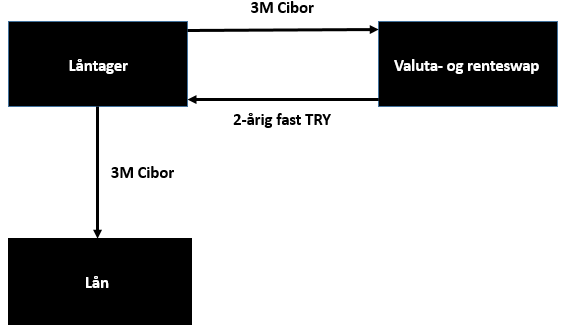 3M Cibor
Låntager
Valuta- og renteswap
2-årig fast TRY
3M Cibor
Lån